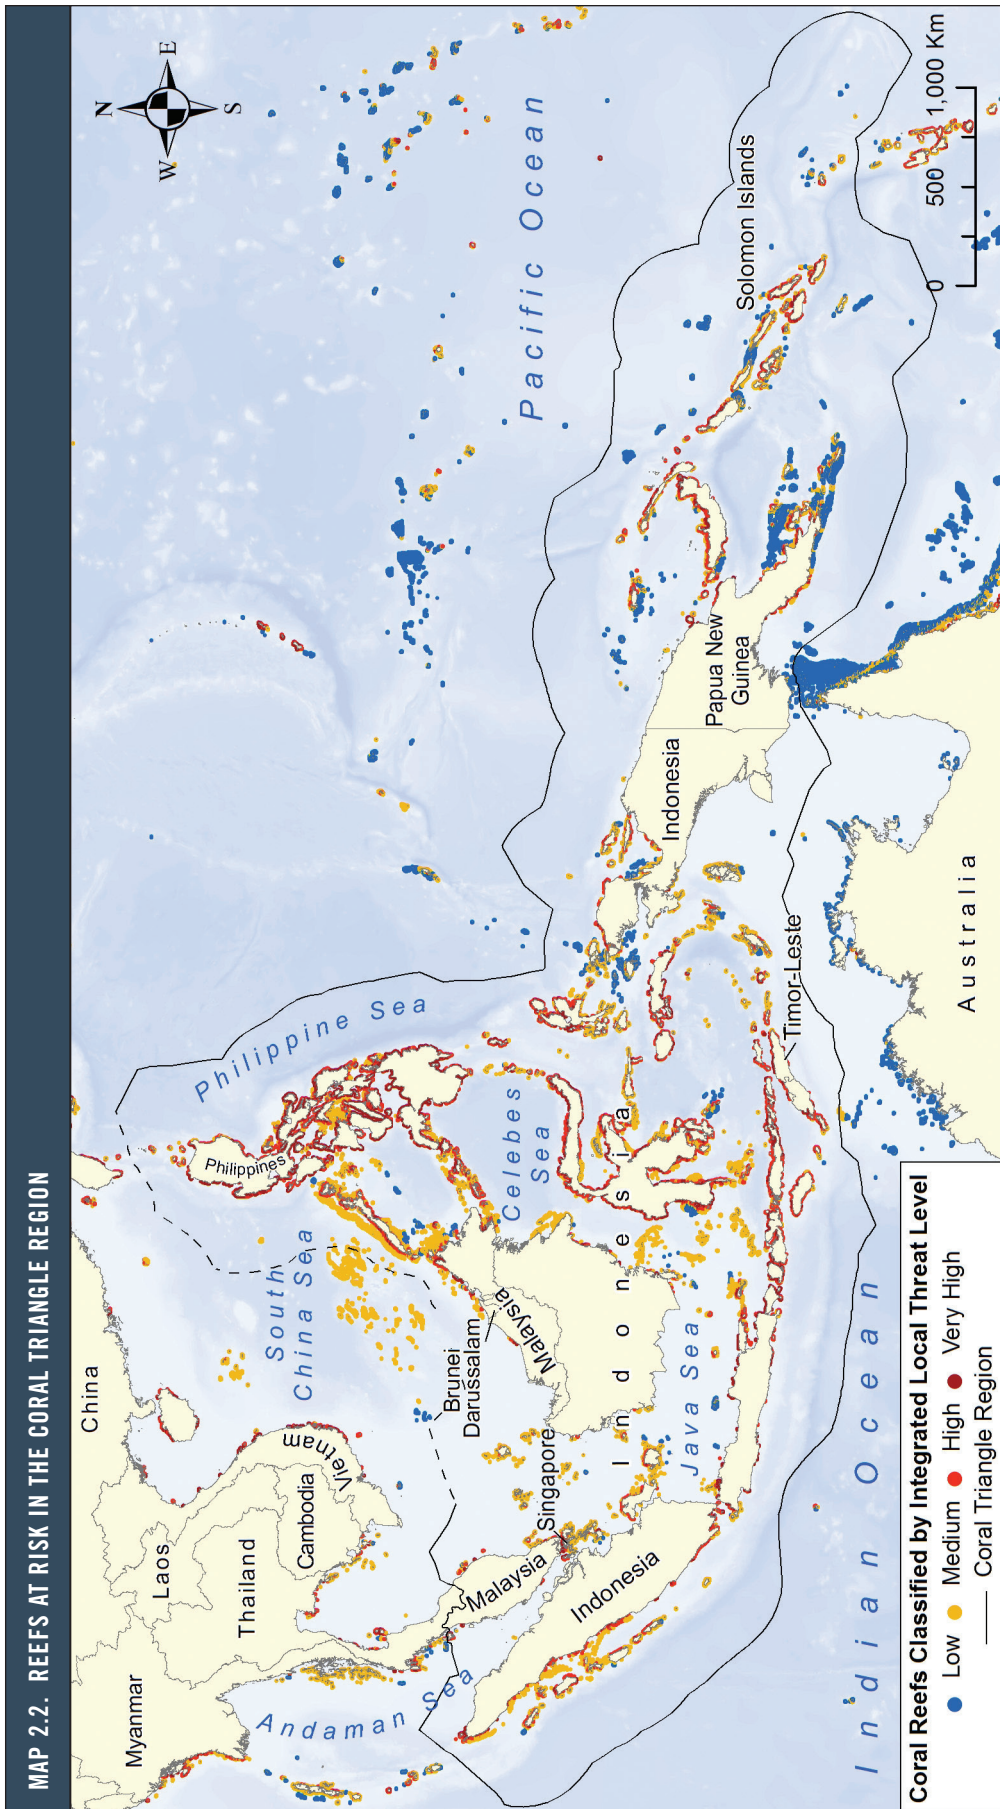 MAP 2.2. REEFS AT RISK IN THE CORAL TRIANGLE REGION
N
W
E
S
China
Myanmar
Laos
Thailand
Cambodia
Vietnam
South
China Sea
Philippines
Philippine Sea
Pacific Ocean
Andaman Sea
Brunei
Darussalam
Malaysia
Celebes
Sea
Malaysia
Singapore
Indonesia
Indonesia
Java Sea
Indonesia
Papua New
Guinea
Solomon Islands
Timor-Leste
Indian Ocean
Australia
0
500
1,000 Km
Coral Reefs Classified by Integrated Local Threat Level
Low
Medium
High
Very High
Coral Triangle Region